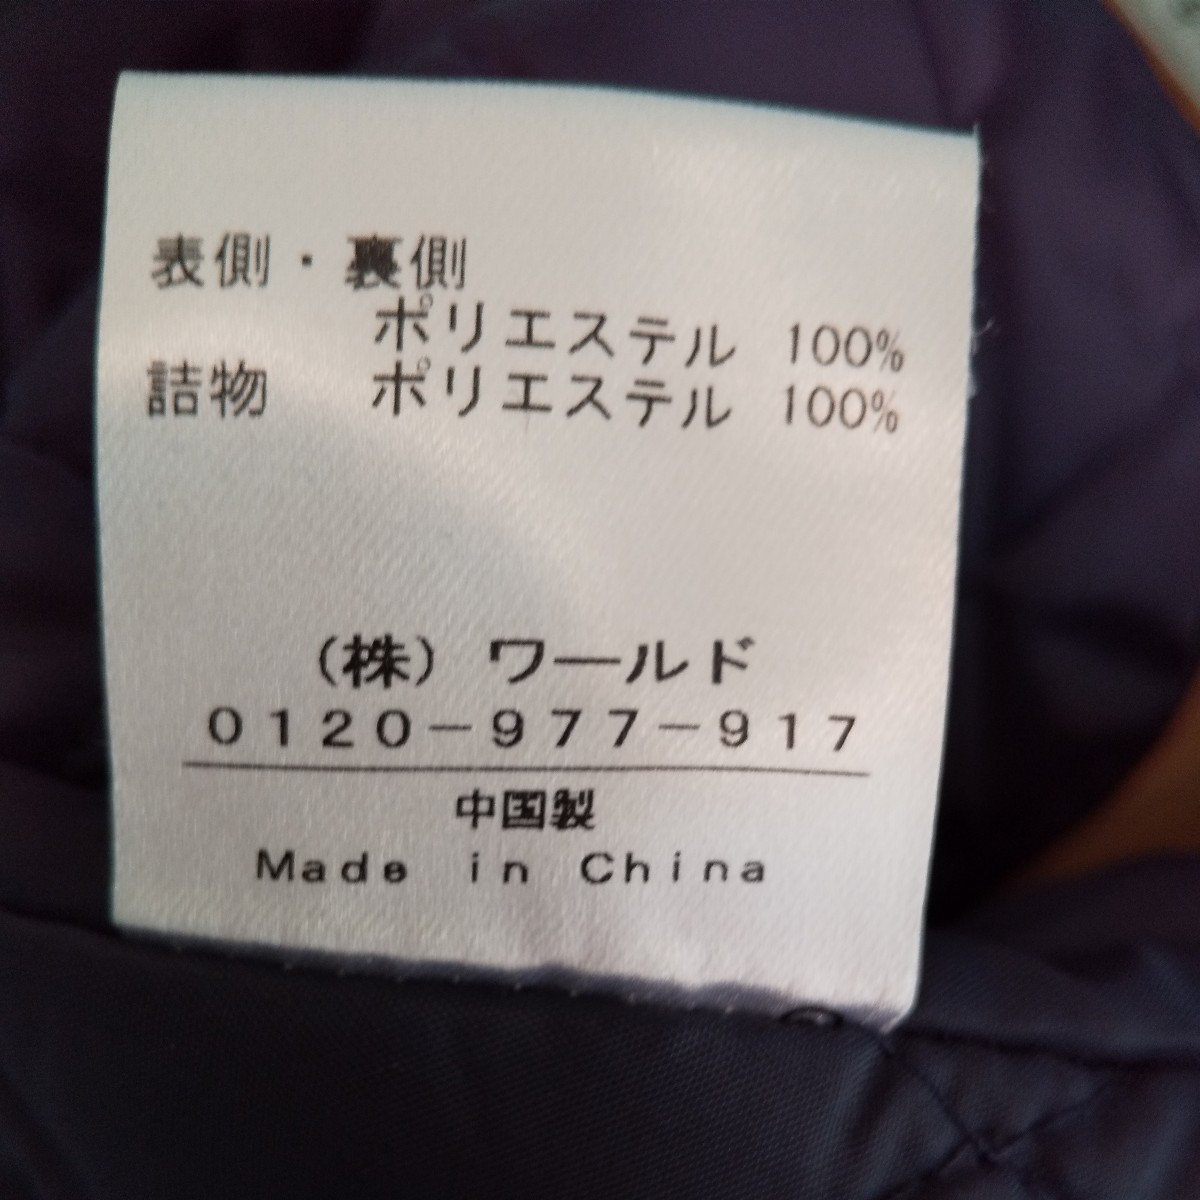 表側・裏側
ポリエステル 100%
詰物 ポリエステル 100%
(株) ワールド
0120-977-917
中国製
Made in China